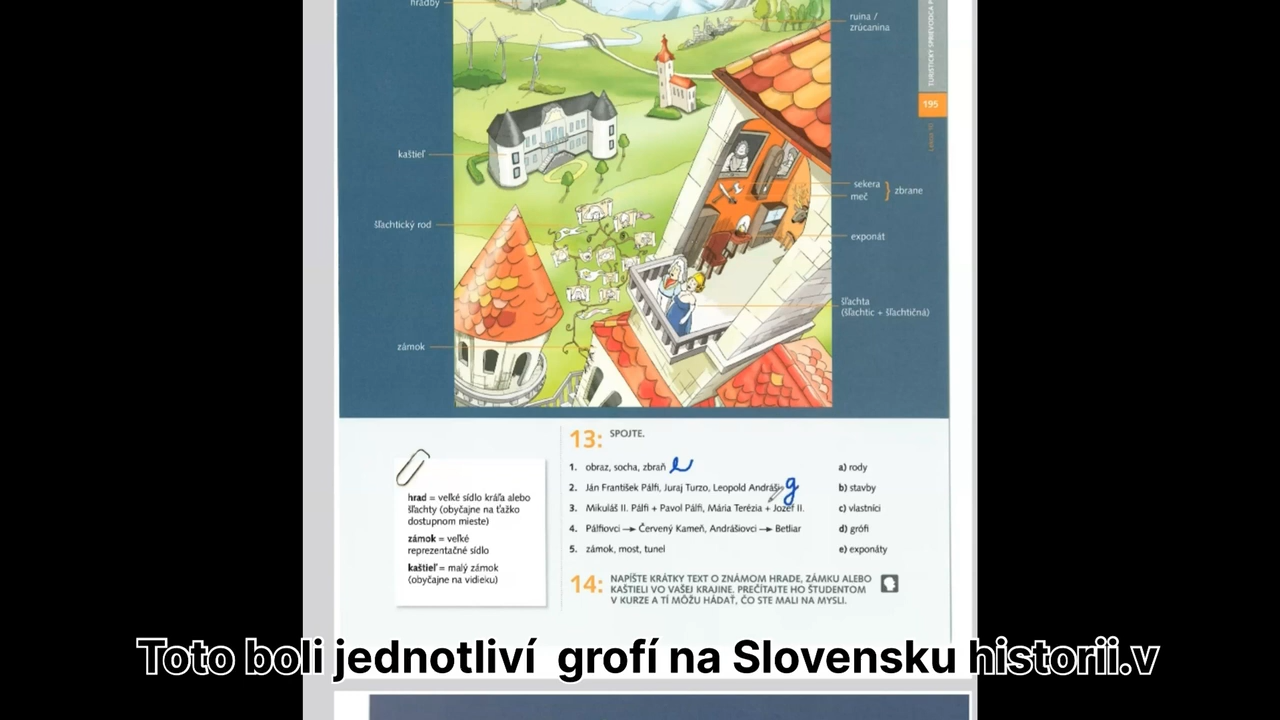 hradby
ruina /
zrúcanina
195
kaštieľ
sekera
meč
zbrane
šľachtický rod
exponát
šľachta
(šľachtic + šľachtičná)
zámok
13: SPOJTE.
1. obraz, socha, zbraň e
2. Ján František Pálfi, Juraj Turzo, Leopold Andráši g
3. Mikuláš II. Pálfi + Pavol Pálfi, Mária Terézia + Jozef II.
4. Pálfiovci → Červený Kameň, Andrášiovci → Betliar
5. zámok, most, tunel
a) rody
b) stavby
c) vlastníci
d) grófi
e) exponáty
hrad = veľké sídlo kráľa alebo
šľachty (obyčajne na ťažko
dostupnom mieste)
zámok = veľké
reprezentačné sídlo
kaštieľ = malý zámok
(obyčajne na vidieku)
14: NAPÍŠTE KRÁTKY TEXT O ZNÁMOM HRADE, ZÁMKU ALEBO
KAŠTIELI VO VAŠEJ KRAJINE. PREČÍTAJTE HO ŠTUDENTOM
V KURZE A TÍ MÔŽU HÁDAŤ, ČO STE MALI NA MYSLI.
Toto boli jednotliví grofí na Slovensku historii.v